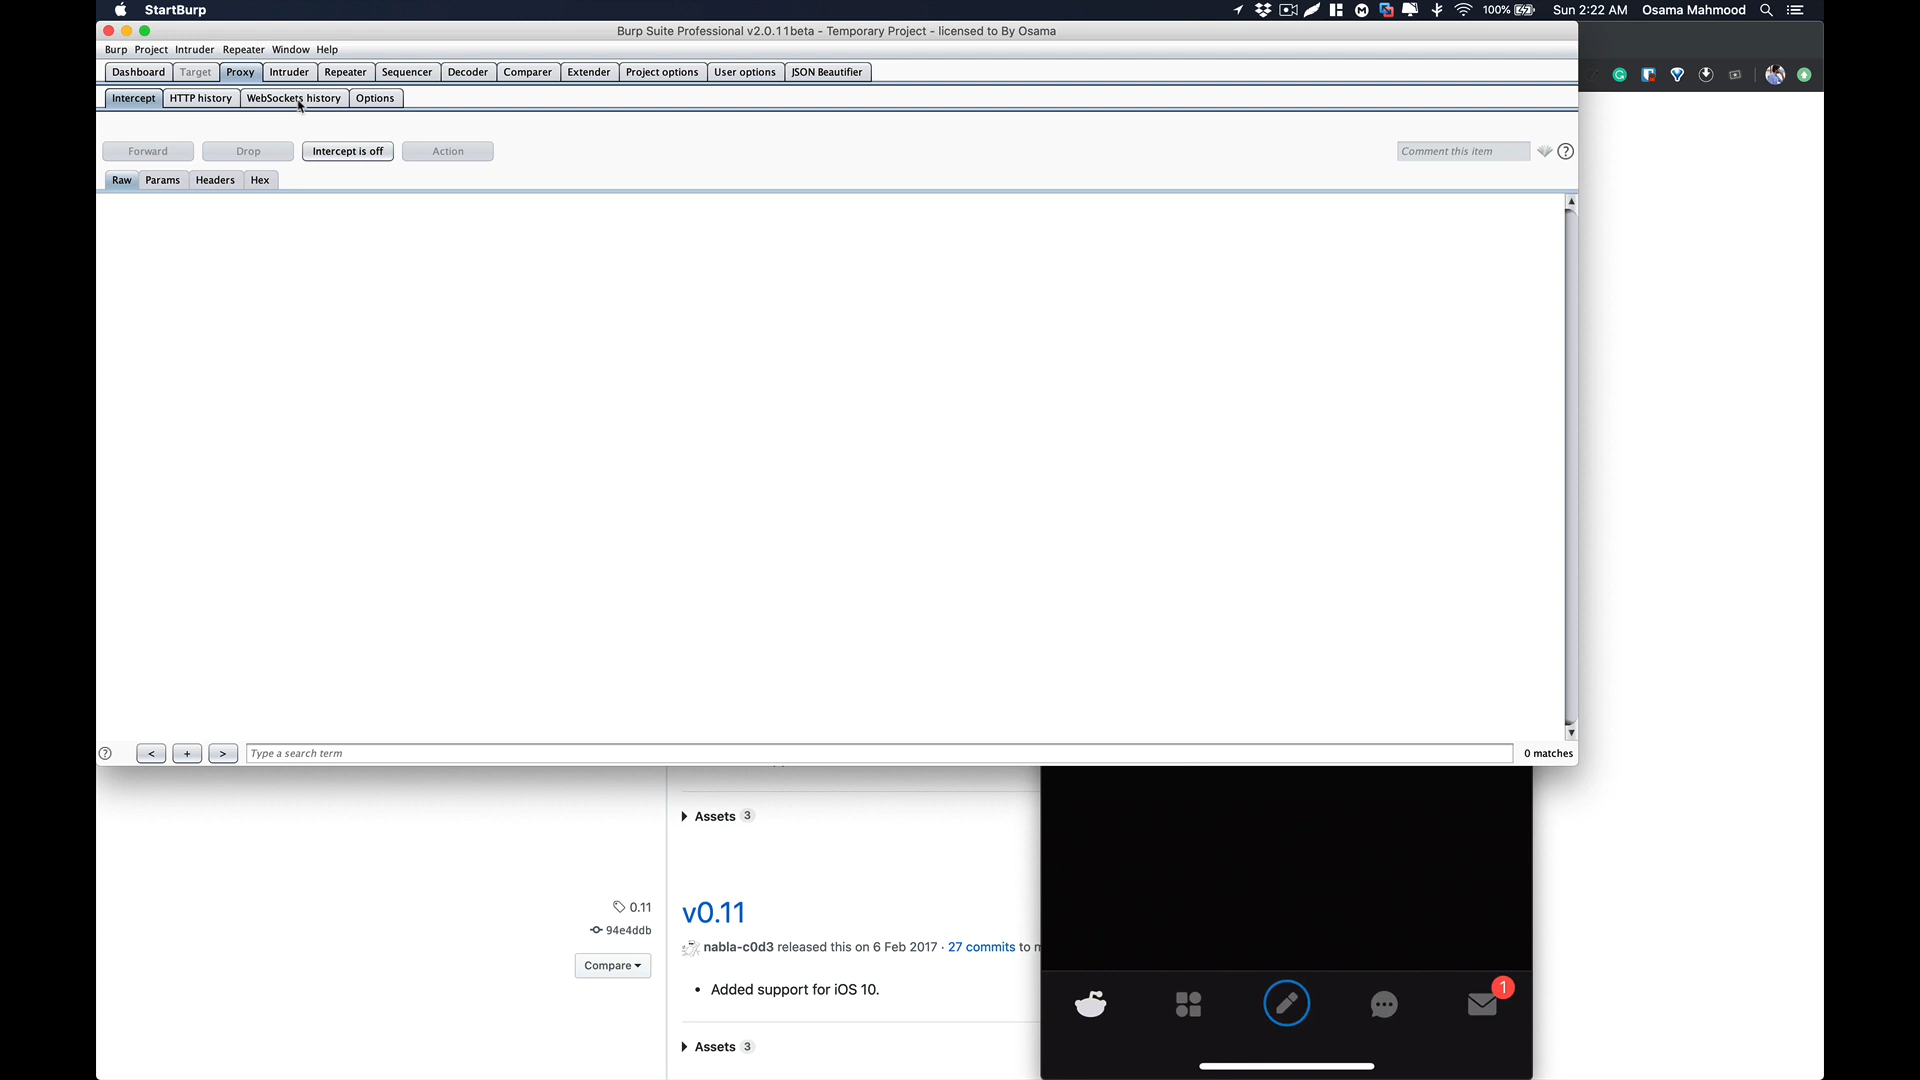 StartBurp 100% Sun 2:22 AM Osama Mahmood
Burp Suite Professional v2.0.11beta - Temporary Project - licensed to By Osama
Burp Project Intruder Repeater Window Help
Dashboard Target Proxy Intruder Repeater Sequencer Decoder Comparer Extender Project options User options JSON Beautifier
Intercept HTTP history WebSockets history Options
Forward Drop Intercept is off Action Comment this item ?
Raw Params Headers Hex
? < + > Type a search term 0 matches
Assets 3
0.11 v0.11
94e4ddb
nabla-c0d3 released this on 6 Feb 2017 · 27 commits to
Compare
• Added support for iOS 10.
1
Assets 3